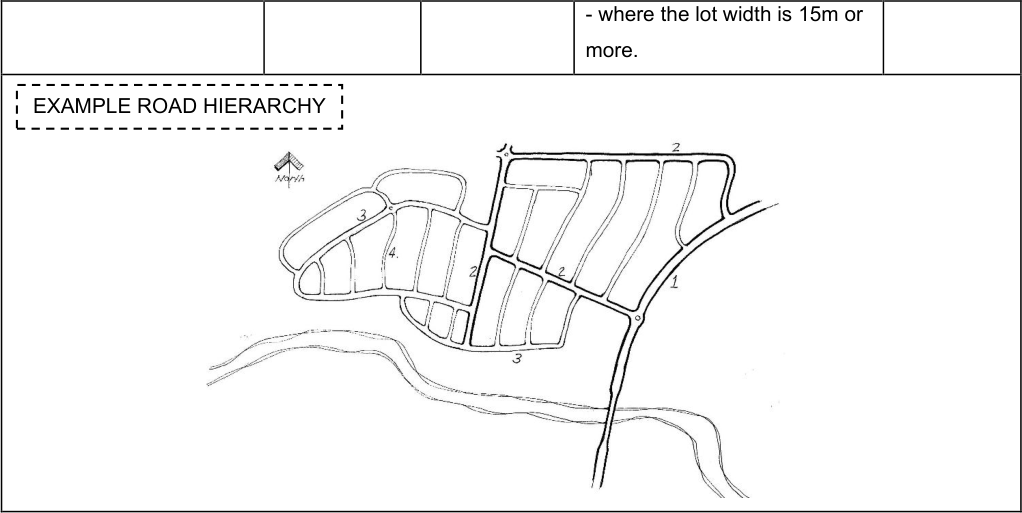 - where the lot width is 15m or
more.
EXAMPLE ROAD HIERARCHY
2
North
3
4.
2
2
1
3